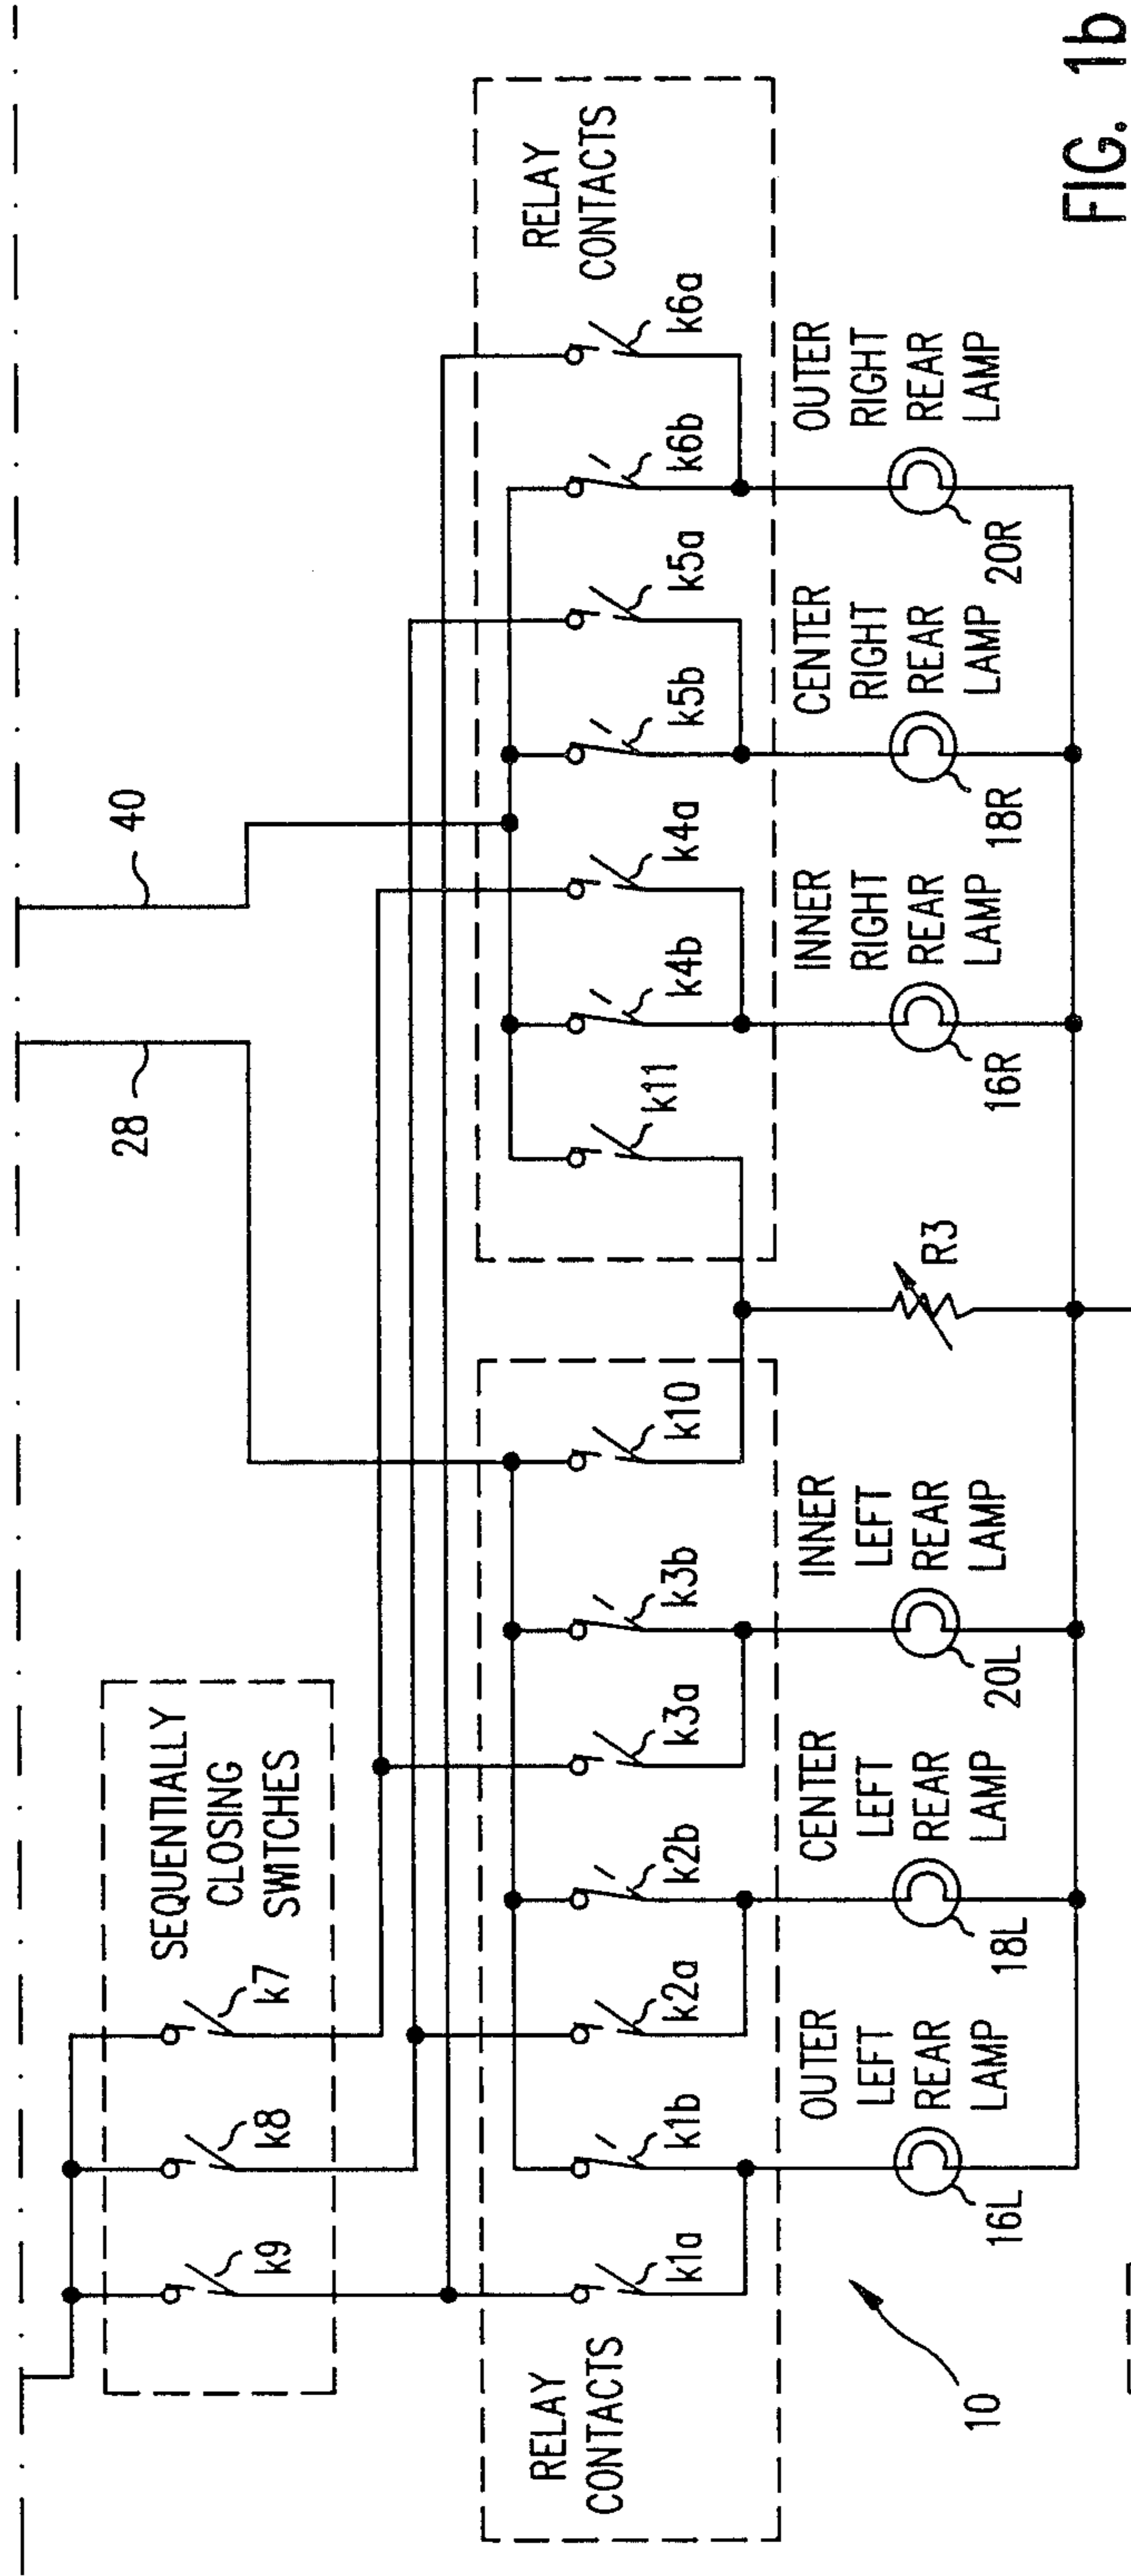 40
28
SEQUENTIALLY
CLOSING
SWITCHES
k9
k8
k7
RELAY
CONTACTS
k1a
k1b
k2a
k2b
k3a
k3b
k10
k11
k4b
k4a
k5b
k5a
k6b
k6a
RELAY
CONTACTS
OUTER
LEFT
REAR
LAMP
16L
CENTER
LEFT
REAR
LAMP
18L
INNER
LEFT
REAR
LAMP
20L
R3
INNER
RIGHT
REAR
LAMP
16R
CENTER
RIGHT
REAR
LAMP
18R
OUTER
RIGHT
REAR
LAMP
20R
10
FIG. 1b